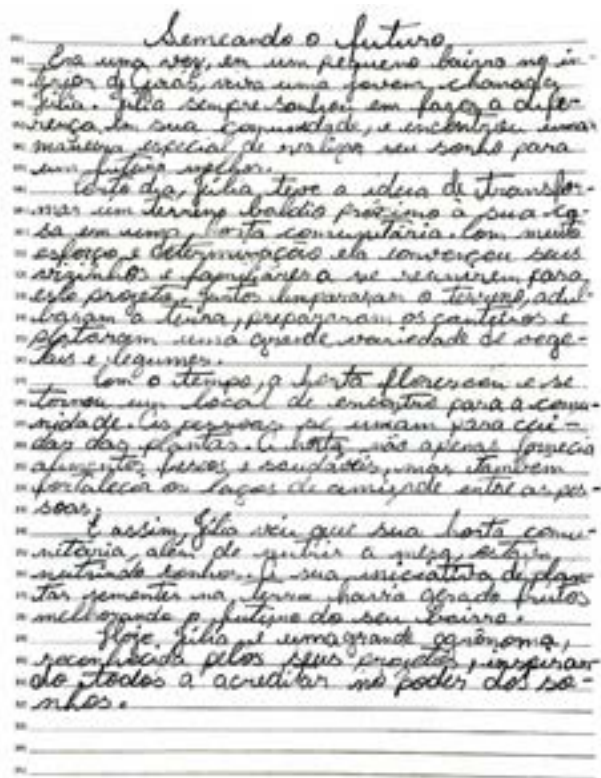 Semeando o futuro
Era uma vez, em um pequeno bairro no in-
terior de Goiás, vivia uma jovem chamada
Júlia. Júlia sempre sonhou em fazer a dife-
rença em sua comunidade, e encontrou uma
maneira especial de realizar seu sonho para
um futuro melhor.
Certo dia, Júlia teve a ideia de transfor-
mar um terreno baldio próximo à sua ca-
sa em uma horta comunitária. Com muito
esforço e determinação ela convenceu seus
vizinhos e familiares a se reunirem para
este projeto. Juntos limparam o terreno, adu-
baram a terra, prepararam os canteiros e
plantaram uma grande variedade de vege-
tais e legumes.
Com o tempo, a horta floresceu e se
tornou um local de encontro para a comu-
nidade. As pessoas se uniam para cui-
dar das plantas. A horta não apenas fornecia
alimentos frescos e saudáveis, mas também
fortalecia os laços de amizade entre as pes-
soas.
E assim, Júlia viu que sua horta comu-
nitária, além de nutrir a mesa, estava
nutrindo sonhos. A sua iniciativa de plan-
tar sementes na terra havia gerado frutos
melhorando o futuro do seu bairro.
Hoje, Júlia é uma grande agrônoma,
reconhecida pelos seus projetos, inspiran-
do todos a acreditar no poder dos so-
nhos.